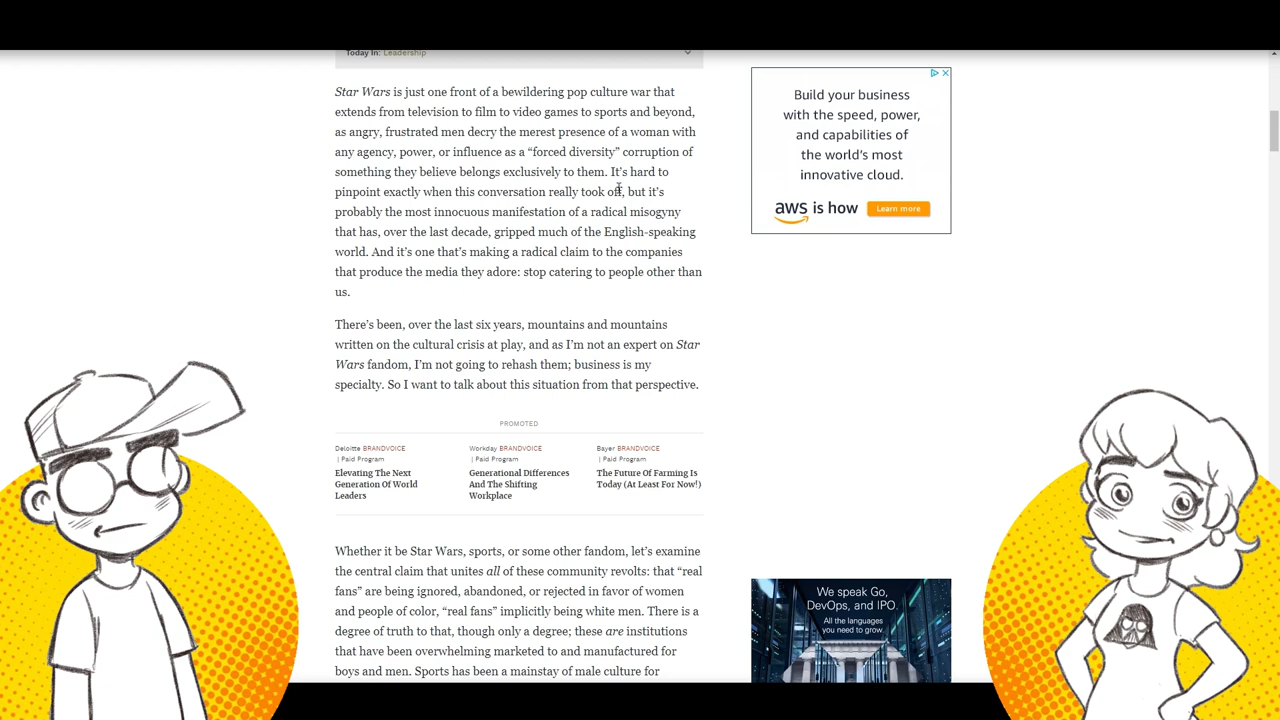 Today In: Leadership
Star Wars is just one front of a bewildering pop culture war that
extends from television to film to video games to sports and beyond,
as angry, frustrated men decry the merest presence of a woman with
any agency, power, or influence as a “forced diversity” corruption of
something they believe belongs exclusively to them. It’s hard to
pinpoint exactly when this conversation really took off, but it’s
probably the most innocuous manifestation of a radical misogyny
that has, over the last decade, gripped much of the English-speaking
world. And it’s one that’s making a radical claim to the companies
that produce the media they adore: stop catering to people other than
us.
There’s been, over the last six years, mountains and mountains
written on the cultural crisis at play, and as I’m not an expert on Star
Wars fandom, I’m not going to rehash them; business is my
specialty. So I want to talk about this situation from that perspective.
PROMOTED
Deloitte BRANDVOICE
| Paid Program
Elevating The Next
Generation Of World
Leaders
Workday BRANDVOICE
| Paid Program
Generational Differences
And The Shifting
Workplace
Bayer BRANDVOICE
| Paid Program
The Future Of Farming Is
Today (At Least For Now!)
Whether it be Star Wars, sports, or some other fandom, let’s examine
the central claim that unites all of these community revolts: that “real
fans” are being ignored, abandoned, or rejected in favor of women
and people of color, “real fans” implicitly being white men. There is a
degree of truth to that, though only a degree; these are institutions
that have been overwhelming marketed to and manufactured for
boys and men. Sports has been a mainstay of male culture for
Build your business
with the speed, power,
and capabilities of
the world’s most
innovative cloud.
aws is how
Learn more
We speak Go,
DevOps, and IPO.
All the languages
you need to grow.